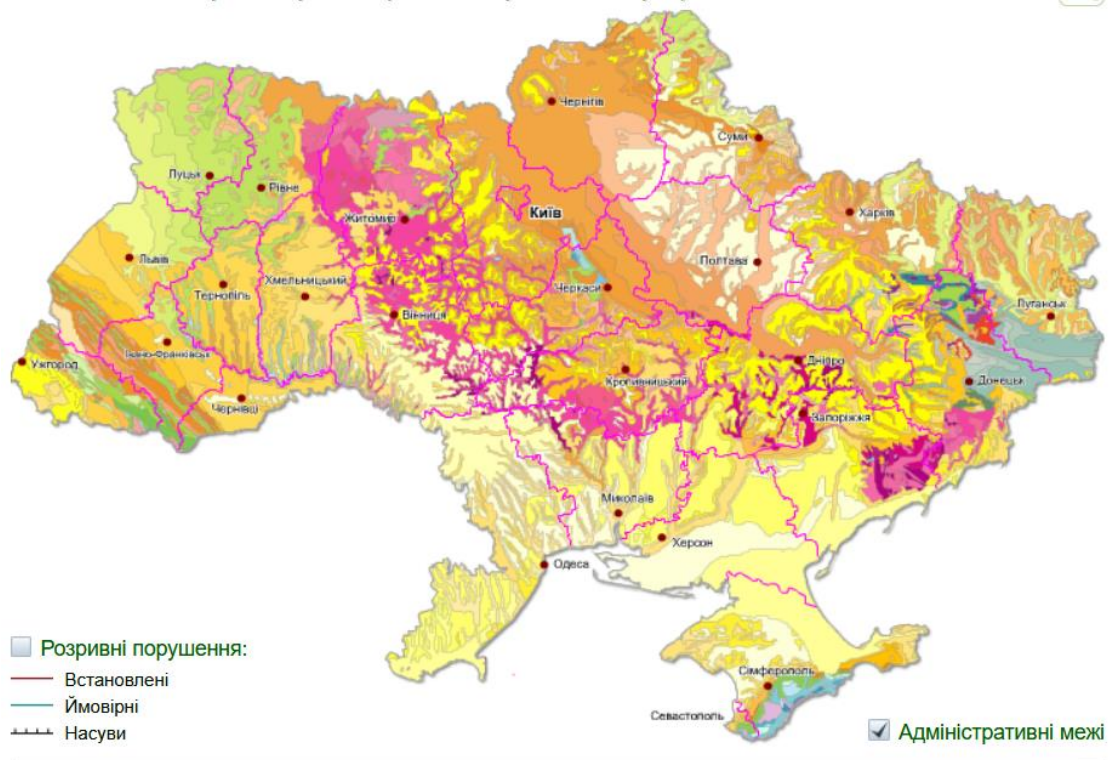 Чернігів
Суми
Луцьк
Рівне
Житомир
Київ
Харків
Львів
Полтава
Тернопіль
Хмельницький
Черкаси
Луганськ
Вінниця
Івано-Франківськ
Ужгород
Дніпро
Кропивницький
Донецьк
Чернівці
Запоріжжя
Миколаїв
Херсон
Одеса
Розривні порушення:
Встановлені
Ймовірні
Насуви
Сімферополь
Севастополь
Адміністративні межі